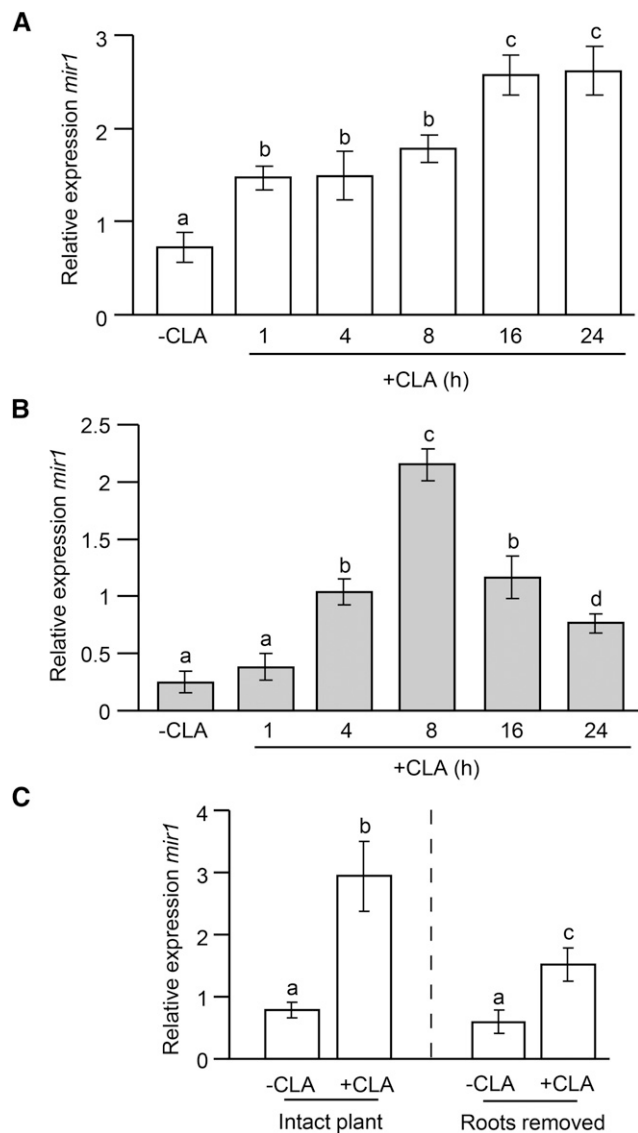 A
Relative expression mir1
3
2
1
0
a
b
b
b
c
c
-CLA
1
4
8
16
24
+CLA (h)
B
Relative expression mir1
2.5
2
1.5
1
0.5
0
a
a
b
c
b
d
-CLA
1
4
8
16
24
+CLA (h)
C
Relative expression mir1
4
3
2
1
0
a
b
a
c
-CLA +CLA
-CLA +CLA
Intact plant
Roots removed